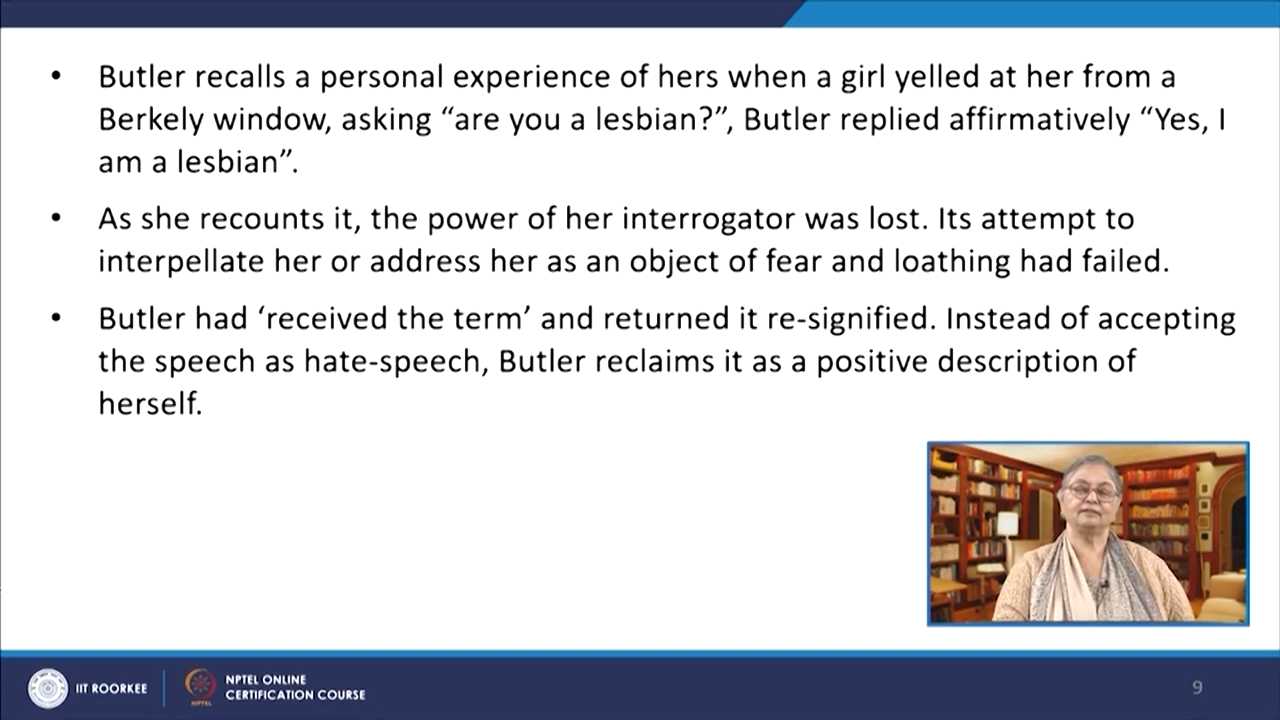 • Butler recalls a personal experience of hers when a girl yelled at her from a
Berkely window, asking “are you a lesbian?”, Butler replied affirmatively “Yes, I
am a lesbian”.
• As she recounts it, the power of her interrogator was lost. Its attempt to
interpellate her or address her as an object of fear and loathing had failed.
• Butler had ‘received the term’ and returned it re-signified. Instead of accepting
the speech as hate-speech, Butler reclaims it as a positive description of
herself.
IIT ROORKEE
NPTEL
NPTEL ONLINE
CERTIFICATION COURSE
9